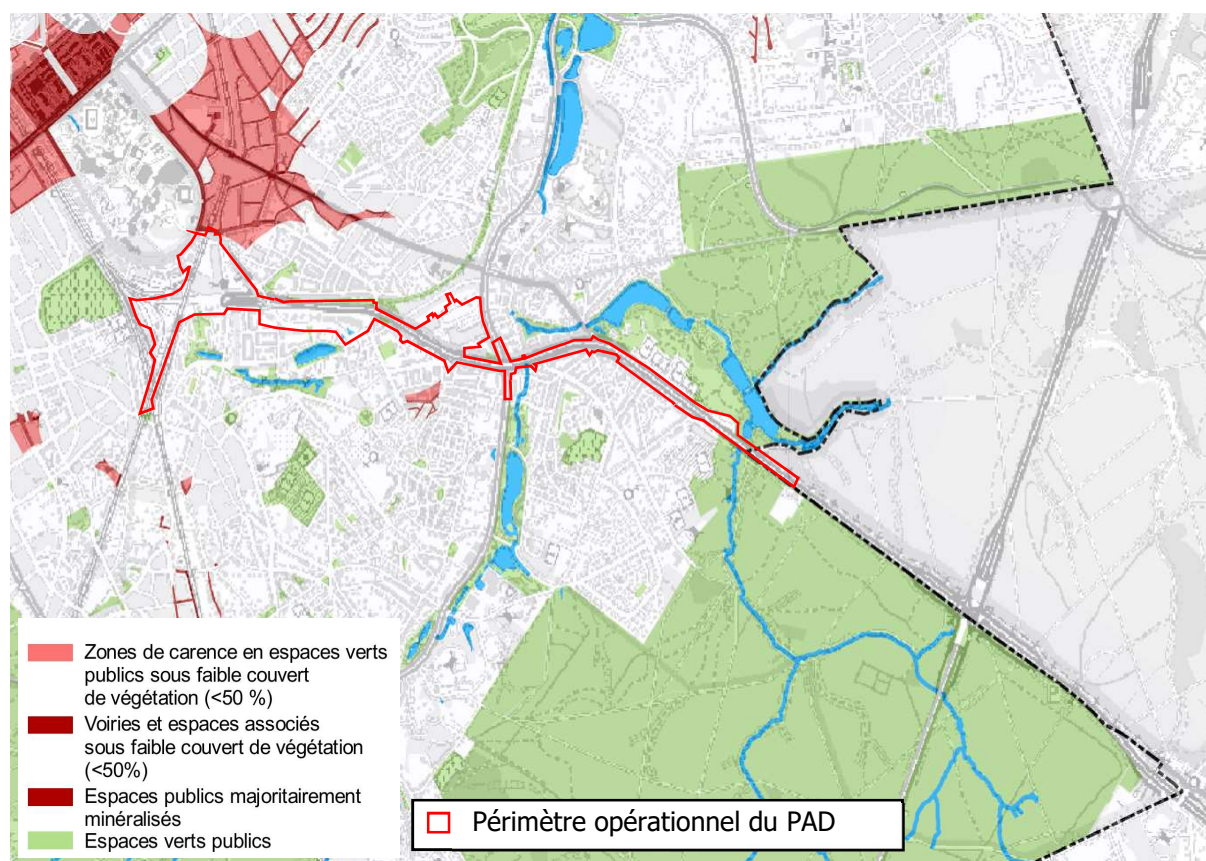 Zones de carence en espaces verts
publics sous faible couvert
de végétation (<50 %)
Voiries et espaces associés
sous faible couvert de végétation
(<50%)
Espaces publics majoritairement
minéralisés
Espaces verts publics
Périmètre opérationnel du PAD